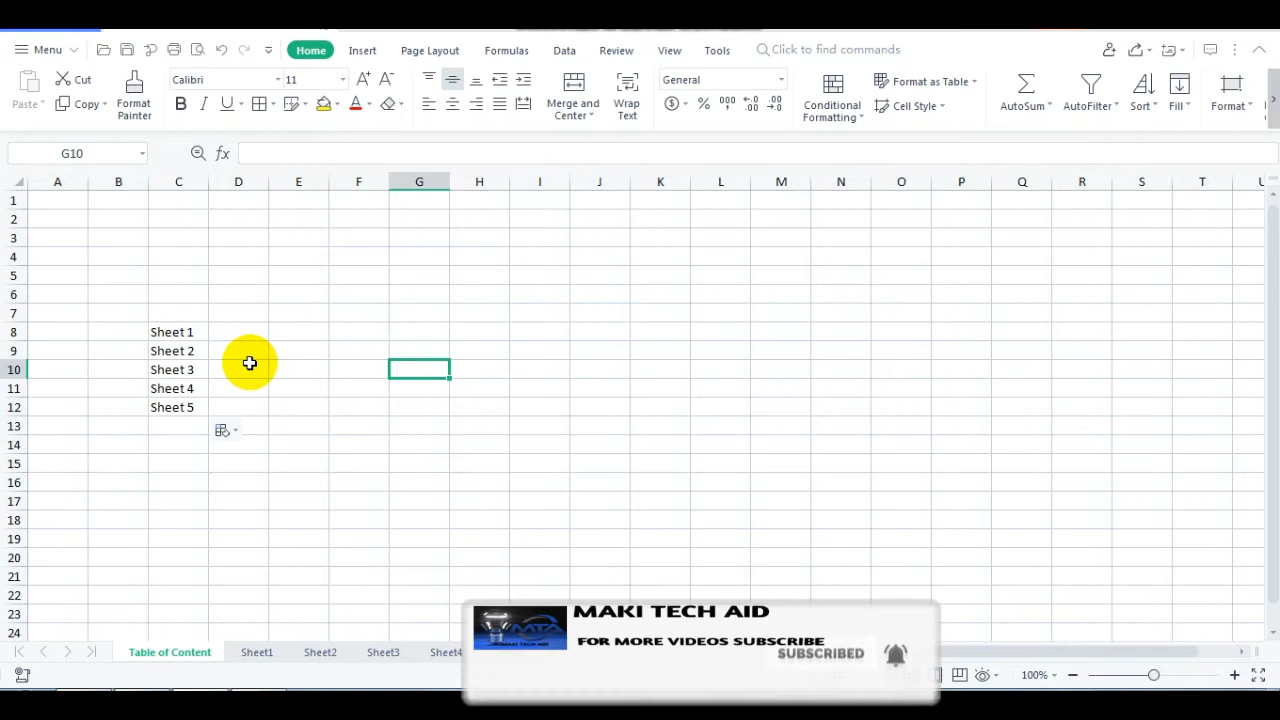 Menu
Home
Insert
Page Layout
Formulas
Data
Review
View
Tools
Click to find commands
Paste
Cut
Copy
Format
Painter
Calibri
11
A+
A-
B
I
U
A
Merge and
Center
Wrap
Text
General
$
%
000
.00
.00
Conditional
Formatting
Format as Table
Cell Style
AutoSum
AutoFilter
Sort
Fill
Format
G10
fx
A B C D E F G H I J K L M N O P Q R S T U
1
2
3
4
5
6
7
8 Sheet 1
9 Sheet 2
10 Sheet 3
11 Sheet 4
12 Sheet 5
13
14
15
16
17
18
19
20
21
22
23
24
MAKI TECH AID
FOR MORE VIDEOS SUBSCRIBE
SUBSCRIBED
MTA
Table of Content
Sheet1
Sheet2
Sheet3
Sheet4
100%